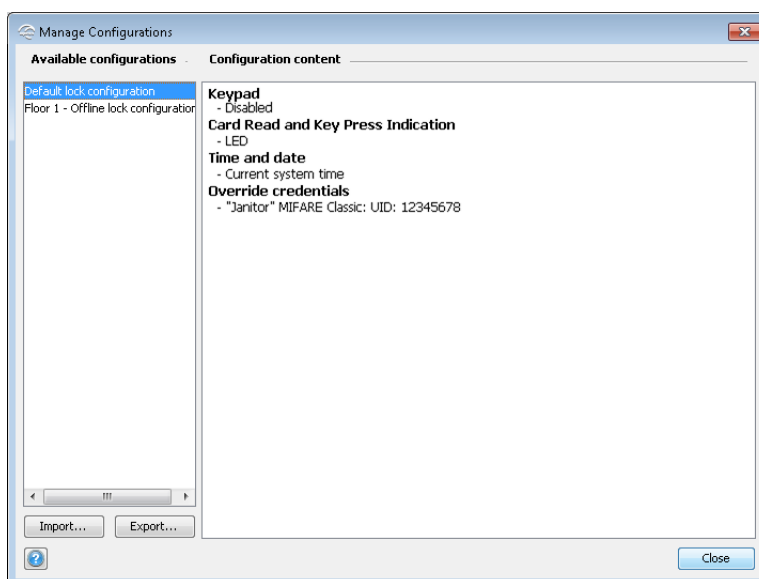 Manage Configurations
Available configurations
Configuration content
Default lock configuration
Floor 1 - Offline lock configuration
Keypad
- Disabled
Card Read and Key Press Indication
- LED
Time and date
- Current system time
Override credentials
- "Janitor" MIFARE Classic: UID: 12345678
Import...
Export...
?
Close